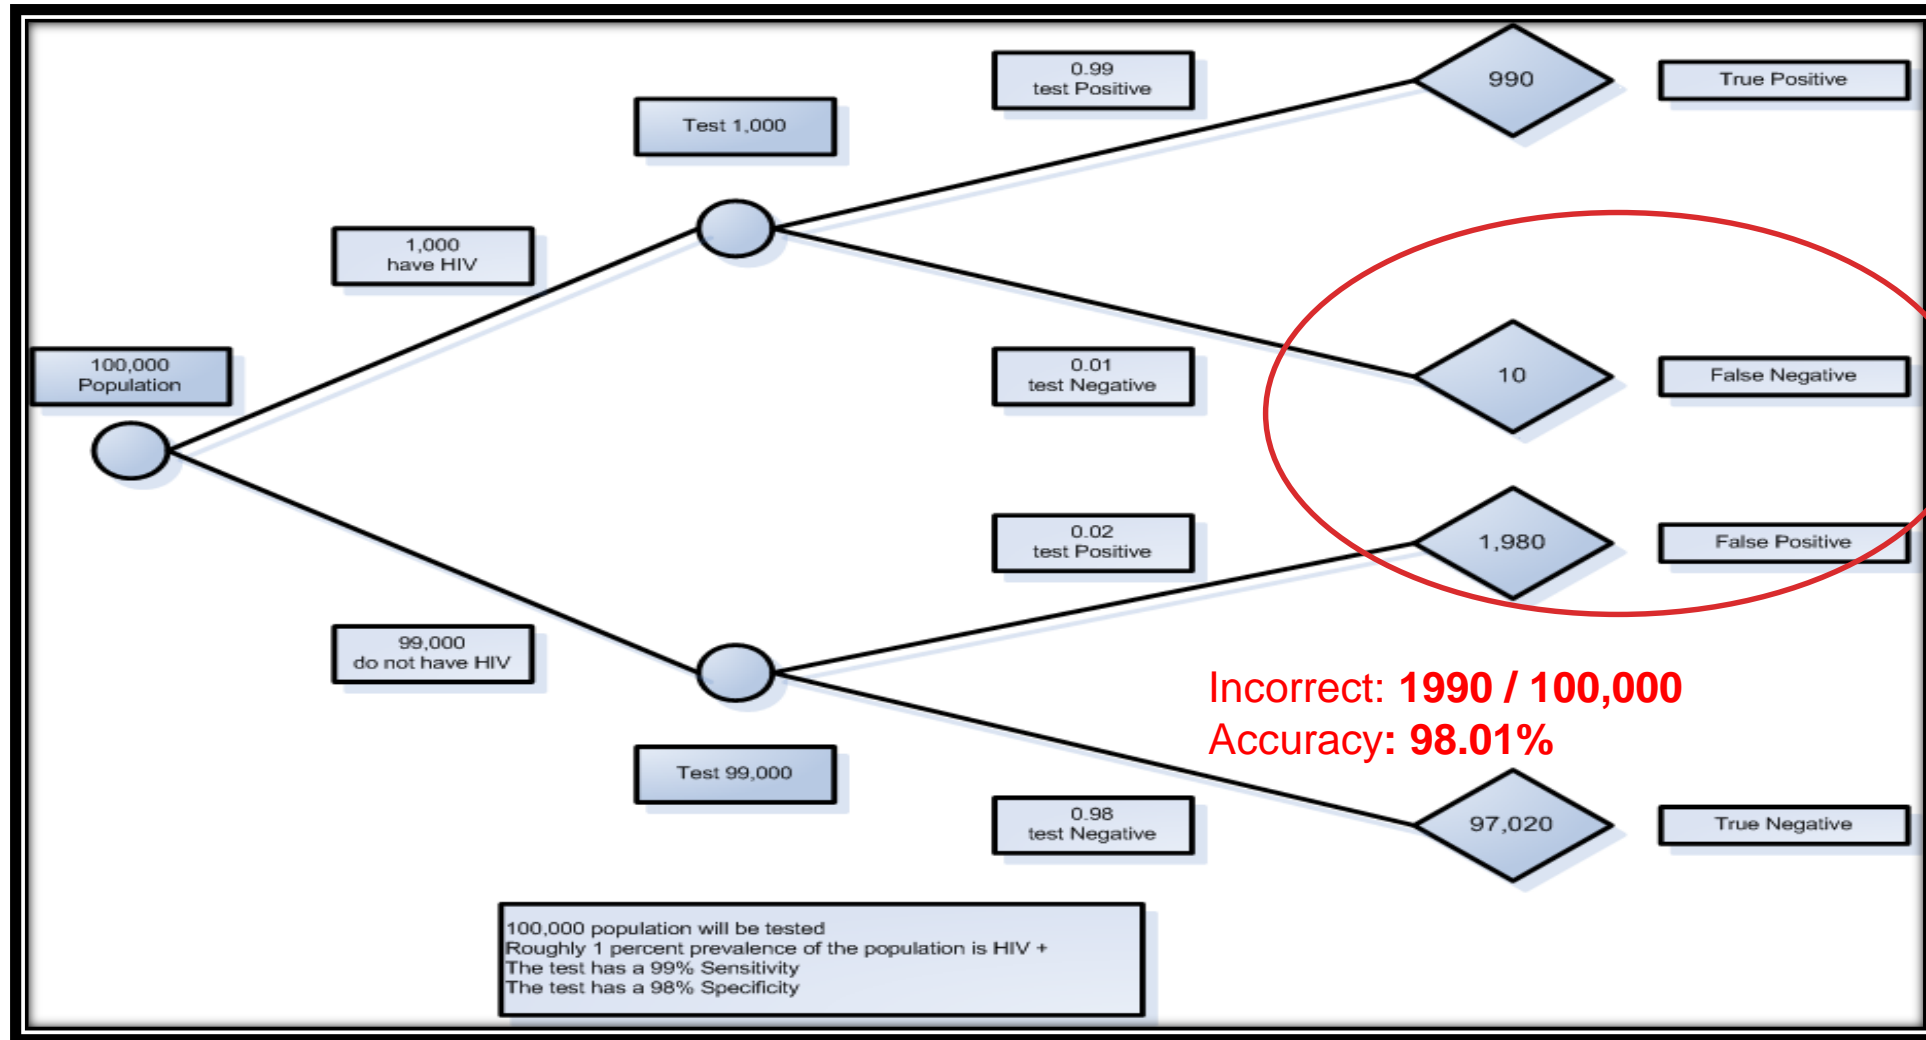 0.99
test Positive
990
True Positive
Test 1,000
1,000
have HIV
100,000
Population
0.01
test Negative
10
False Negative
0.02
test Positive
1,980
False Positive
99,000
do not have HIV
Incorrect: 1990 / 100,000
Accuracy: 98.01%
Test 99,000
0.98
test Negative
97,020
True Negative
100,000 population will be tested
Roughly 1 percent prevalence of the population is HIV +
The test has a 99% Sensitivity
The test has a 98% Specificity